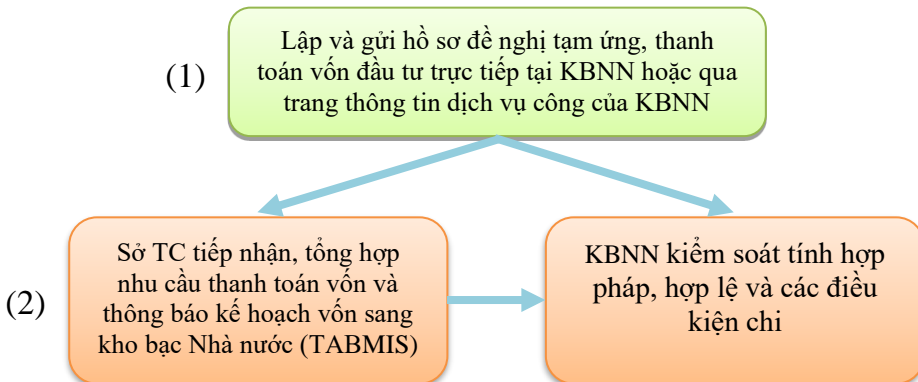 (1)
Lập và gửi hồ sơ đề nghị tạm ứng, thanh
toán vốn đầu tư trực tiếp tại KBNN hoặc qua
trang thông tin dịch vụ công của KBNN
(2)
Sở TC tiếp nhận, tổng hợp
nhu cầu thanh toán vốn và
thông báo kế hoạch vốn sang
kho bạc Nhà nước (TABMIS)
KBNN kiểm soát tính hợp
pháp, hợp lệ và các điều
kiện chi